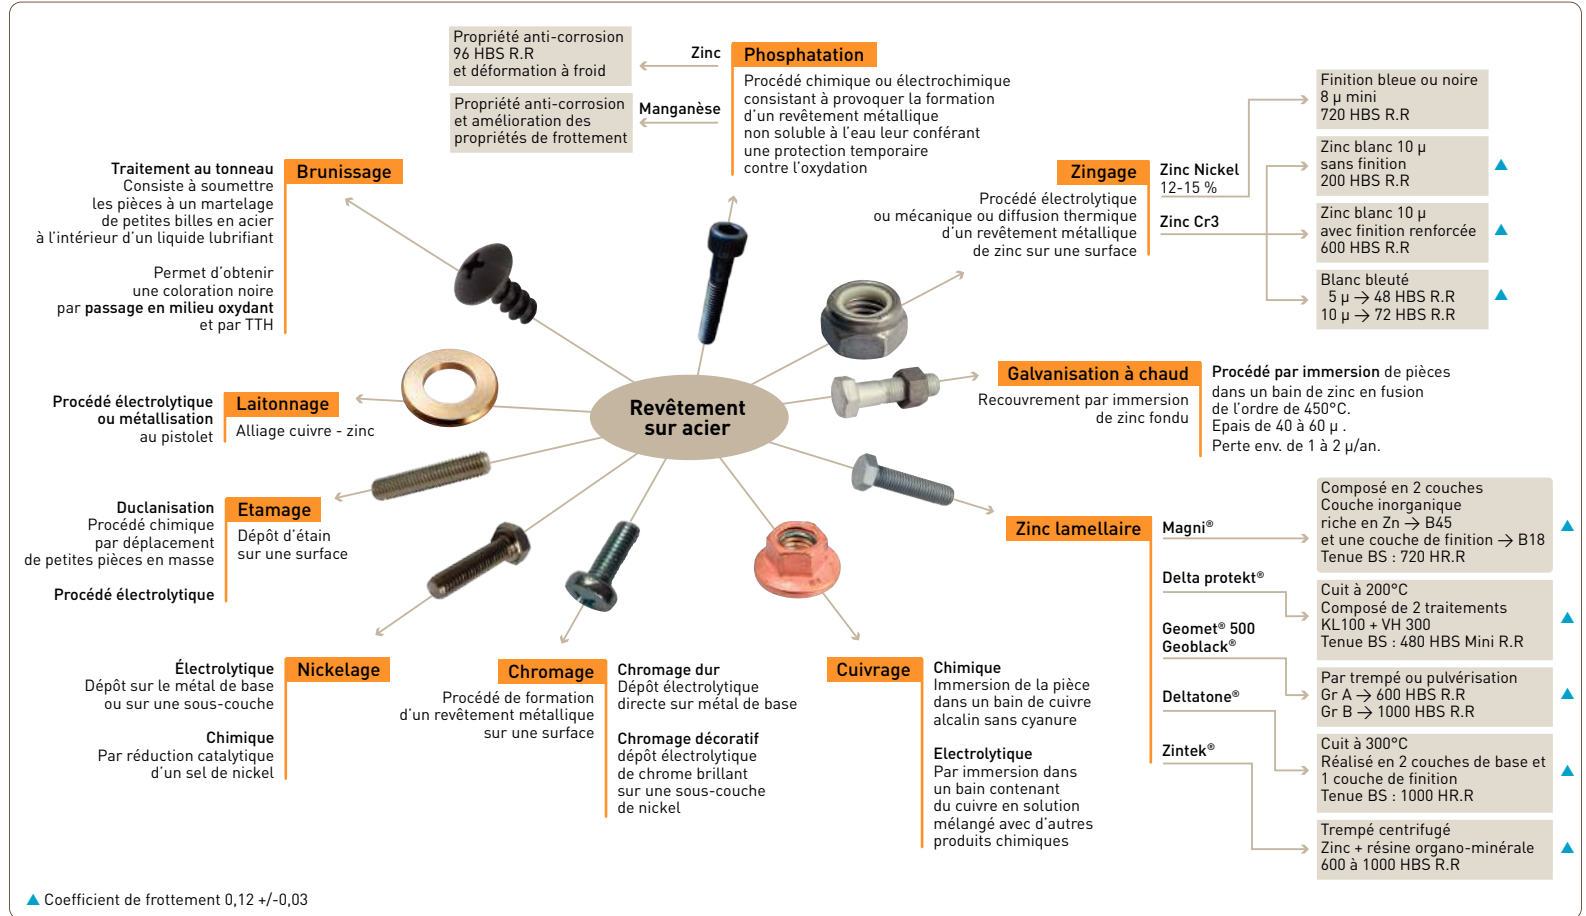 Propriété anti-corrosion
96 HBS R.R
et déformation à froid
Zinc
Phosphatation
Procédé chimique ou électrochimique
consistant à provoquer la formation
d'un revêtement métallique
non soluble à l'eau leur conférant
une protection temporaire
contre l'oxydation
Propriété anti-corrosion
et amélioration des
propriétés de frottement
Manganèse
Traitement au tonneau
Consiste à soumettre
les pièces à un martelage
de petites billes en acier
à l'intérieur d'un liquide lubrifiant
Permet d'obtenir
une coloration noire
par passage en milieu oxydant
et par TTH
Brunissage
Zingage
Procédé électrolytique
ou mécanique ou diffusion thermique
d'un revêtement métallique
de zinc sur une surface
Zinc Nickel
12-15 %
Zinc Cr3
Finition bleue ou noire
8 µ mini
720 HBS R.R
Zinc blanc 10 µ
sans finition
200 HBS R.R
▲
Zinc blanc 10 µ
avec finition renforcée
600 HBS R.R
▲
Blanc bleuté
5 µ → 48 HBS R.R
10 µ → 72 HBS R.R
▲
Procédé électrolytique
ou métallisation
au pistolet
Laitonnage
Alliage cuivre - zinc
Revêtement
sur acier
Galvanisation à chaud
Recouvrement par immersion
de zinc fondu
Procédé par immersion de pièces
dans un bain de zinc en fusion
de l'ordre de 450°C.
Epais de 40 à 60 µ .
Perte env. de 1 à 2 µ/an.
Duclanisation
Procédé chimique
par déplacement
de petites pièces en masse
Procédé électrolytique
Etamage
Dépôt d'étain
sur une surface
Zinc lamellaire
Magni®
Delta protekt®
Geomet® 500
Geoblack®
Deltatone®
Zintek®
Composé en 2 couches
Couche inorganique
riche en Zn → B45
et une couche de finition → B18
Tenue BS : 720 HR.R
▲
Cuit à 200°C
Composé de 2 traitements
KL100 + VH 300
Tenue BS : 480 HBS Mini R.R
▲
Par trempé ou pulvérisation
Gr A → 600 HBS R.R
Gr B → 1000 HBS R.R
▲
Cuit à 300°C
Réalisé en 2 couches de base et
1 couche de finition
Tenue BS : 1000 HR.R
▲
Trempé centrifugé
Zinc + résine organo-minérale
600 à 1000 HBS R.R
▲
Électrolytique
Dépôt sur le métal de base
ou sur une sous-couche
Chimique
Par réduction catalytique
d'un sel de nickel
Nickelage
Chromage
Procédé de formation
d'un revêtement métallique
sur une surface
Chromage dur
Dépôt électrolytique
directe sur métal de base
Chromage décoratif
dépôt électrolytique
de chrome brillant
sur une sous-couche
de nickel
Cuivrage
Chimique
Immersion de la pièce
dans un bain de cuivre
alcalin sans cyanure
Electrolytique
Par immersion dans
un bain contenant
du cuivre en solution
mélangé avec d'autres
produits chimiques
▲ Coefficient de frottement 0,12 +/-0,03